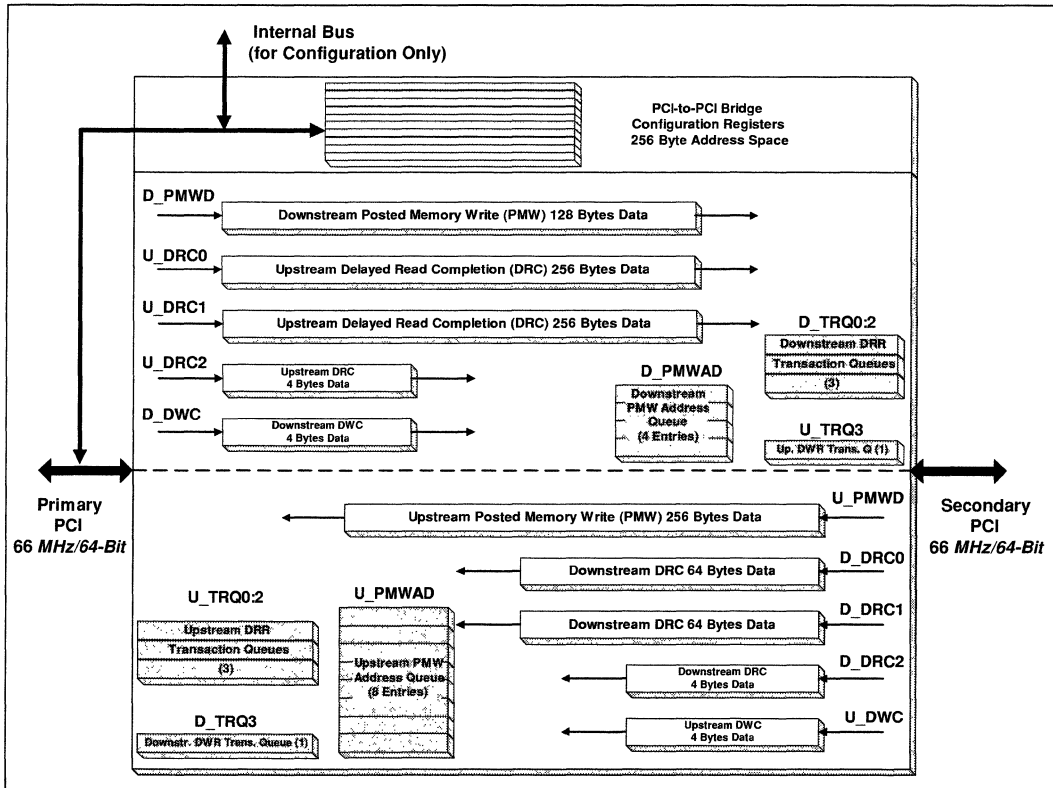 Internal Bus
(for Configuration Only)
PCI-to-PCI Bridge
Configuration Registers
256 Byte Address Space
D_PMWD
Downstream Posted Memory Write (PMW) 128 Bytes Data
U_DRC0
Upstream Delayed Read Completion (DRC) 256 Bytes Data
U_DRC1
Upstream Delayed Read Completion (DRC) 256 Bytes Data
D_TRQ0:2
Downstream DRR
Transaction Queues
(3)
U_DRC2
Upstream DRC
4 Bytes Data
D_PMWAD
Downstream
PMW Address
Queue
(4 Entries)
D_DWC
Downstream DWC
4 Bytes Data
U_TRQ3
Up. DWR Trans. Q (1)
Primary
PCI
66 MHz/64-Bit
Secondary
PCI
66 MHz/64-Bit
U_PMWD
Upstream Posted Memory Write (PMW) 256 Bytes Data
D_DRC0
Downstream DRC 64 Bytes Data
U_TRQ0:2
Upstream DRR
Transaction Queues
(3)
U_PMWAD
Upstream PMW
Address Queue
(8 Entries)
D_DRC1
Downstream DRC 64 Bytes Data
D_DRC2
Downstream DRC
4 Bytes Data
D_TRQ3
Downstr. DWR Trans. Queue (1)
U_DWC
Upstream DWC
4 Bytes Data